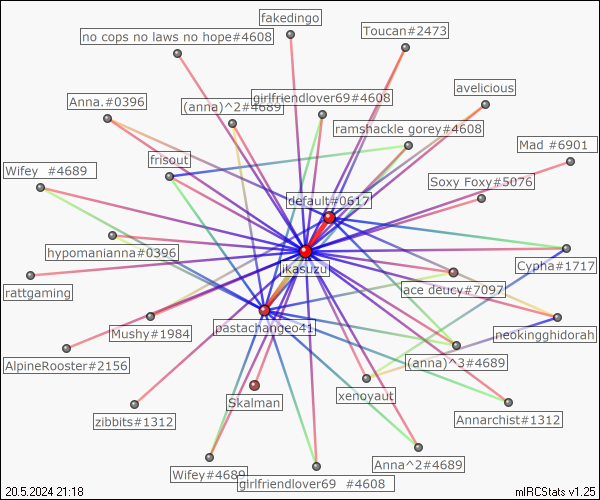 fakedingo
no cops no laws no hope#4608
Toucan#2473
avelicious
Anna.#0396
(anna)^2#4689
girlfriendlover69#4608
ramshackle gorey#4608
Mad #6901
frisout
Wifey #4689
Soxy Foxy#5076
default#0617
hypomanianna#0396
ikasuzu
Cypha#1717
rattgaming
ace deucy#7097
Mushy#1984
pastachangeo41
neokingghidorah
AlpineRooster#2156
(anna)^3#4689
Skalman
xenoyaut
zibbits#1312
Annarchist#1312
Wifey#4689
Anna^2#4689
girlfriendlover69 #4608
20.5.2024 21:18
mIRCStats v1.25